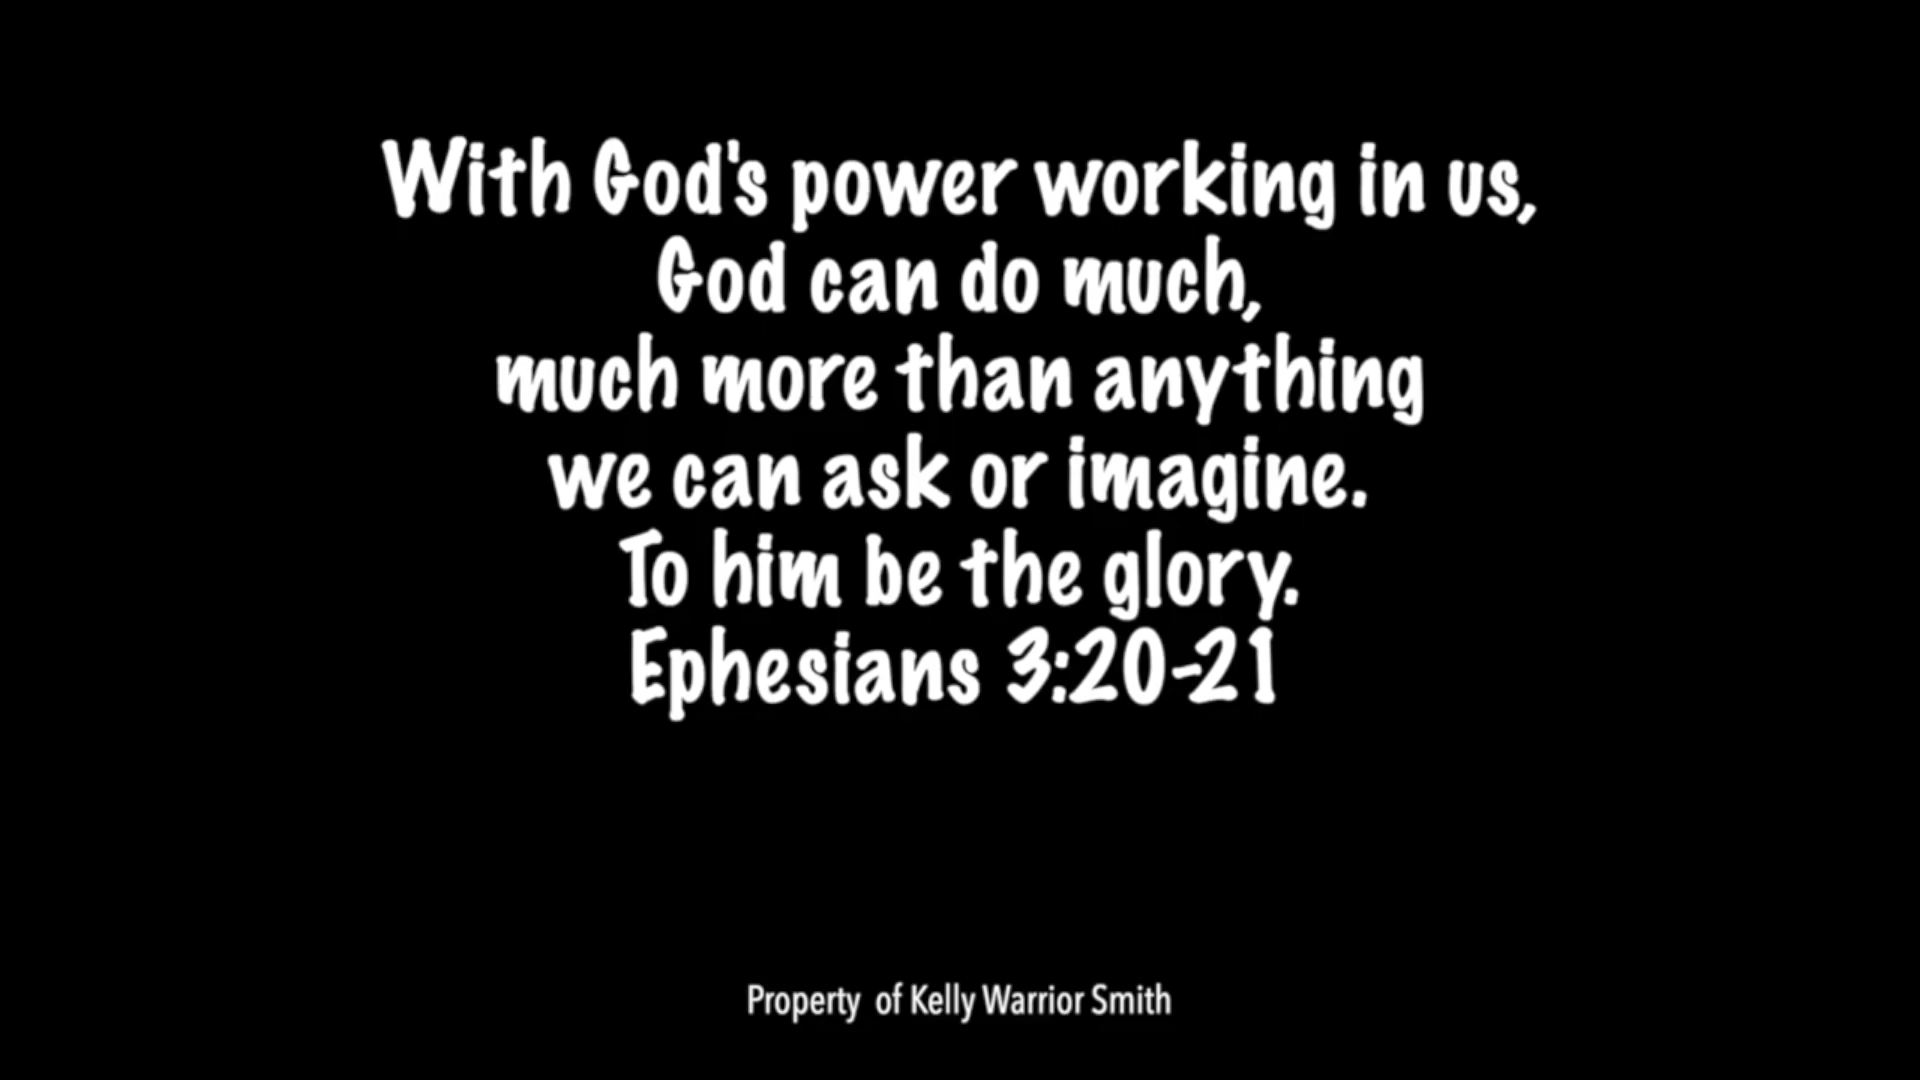 With God's power working in us,
God can do much,
much more than anything
we can ask or imagine.
To him be the glory.
Ephesians 3:20-21
Property of Kelly Warrior Smith